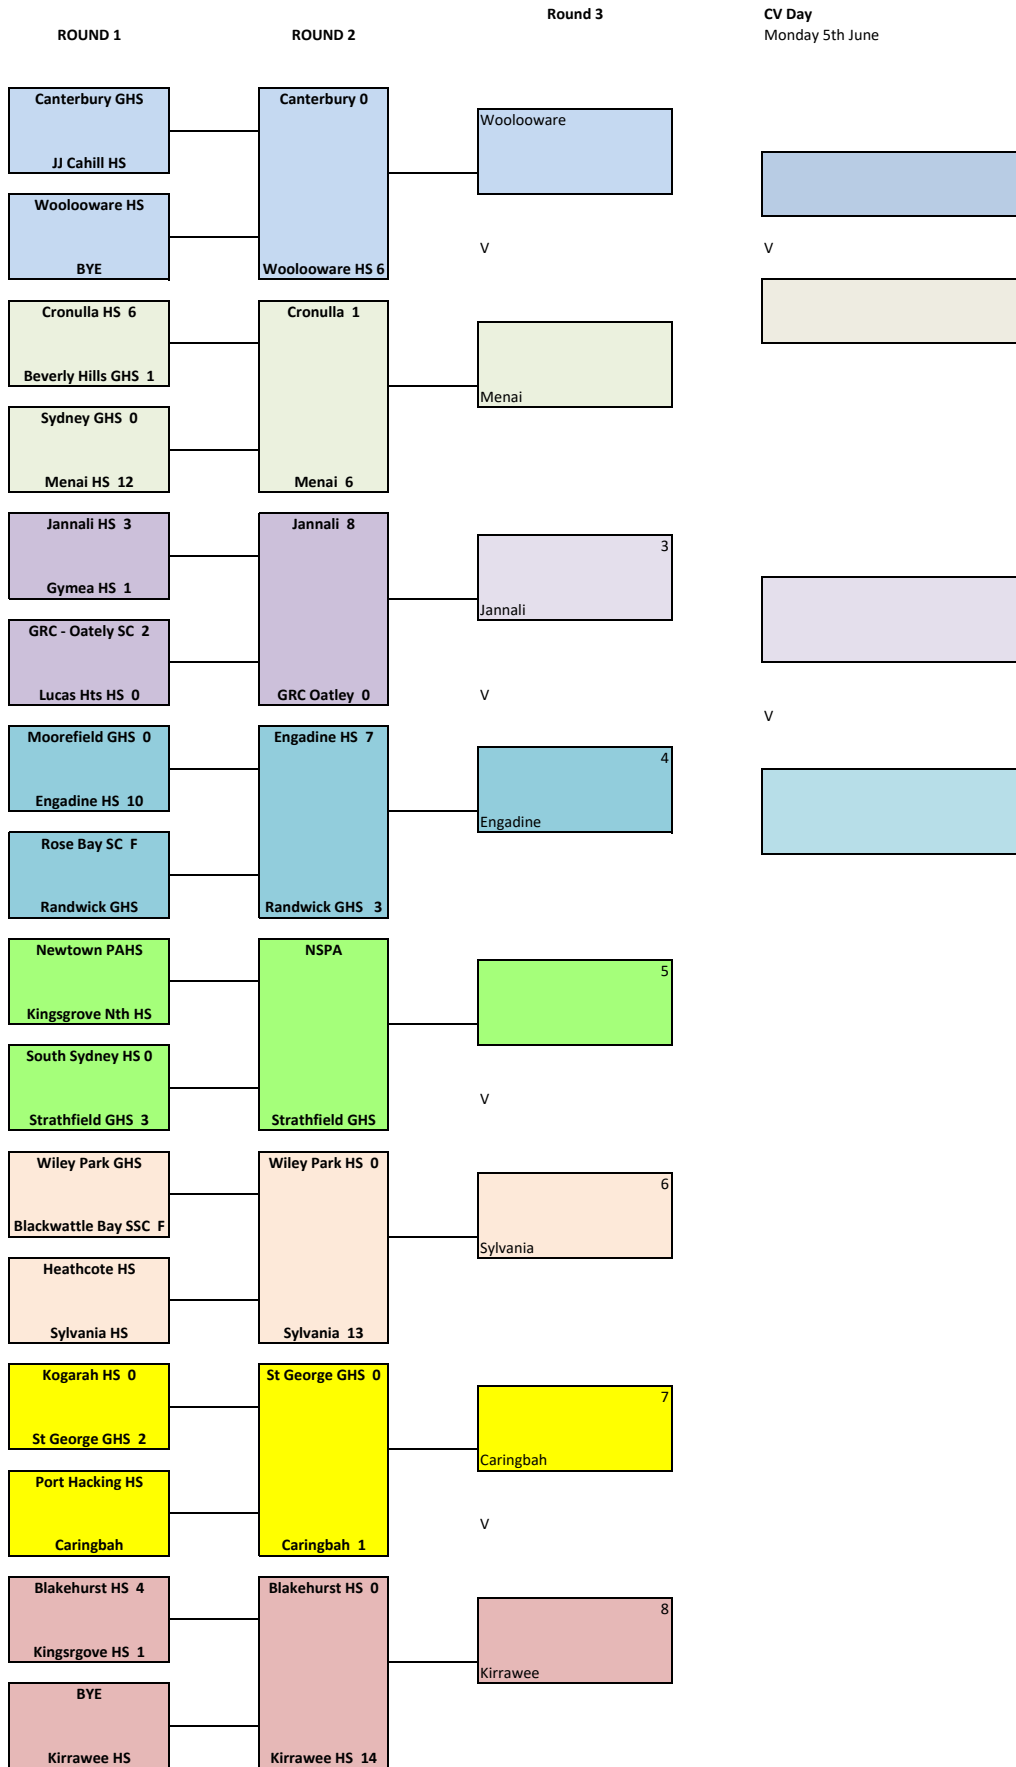 Round 3
CV Day
ROUND 1
ROUND 2
Monday 5th June
Canterbury GHS
JJ Cahill HS
Woolooware HS
BYE
Cronulla HS  6
Beverly Hills GHS  1
Sydney GHS  0
Menai HS  12
Jannali HS  3
Gymea HS  1
GRC - Oately SC  2
Lucas Hts HS  0
Moorefield GHS  0
Engadine HS  10
Rose Bay SC  F
Randwick GHS
Newtown PAHS
Kingsgrove Nth HS
South Sydney HS 0
Strathfield GHS  3
Wiley Park GHS
Blackwattle Bay SSC  F
Heathcote HS
Sylvania HS
Kogarah HS  0
St George GHS  2
Port Hacking HS
Caringbah
Blakehurst HS  4
Kingsrgove HS  1
BYE
Kirrawee HS
Canterbury 0
Woolooware HS 6
Cronulla  1
Menai  6
Jannali  8
GRC Oatley  0
Engadine HS  7
Randwick GHS   3
NSPA
Strathfield GHS
Wiley Park HS  0
Sylvania  13
St George GHS  0
Caringbah  1
Blakehurst HS  0
Kirrawee HS  14
Woolooware
V
Menai
3
Jannali
V
4
Engadine
5
V
6
Sylvania
7
Caringbah
V
8
Kirrawee
V
V